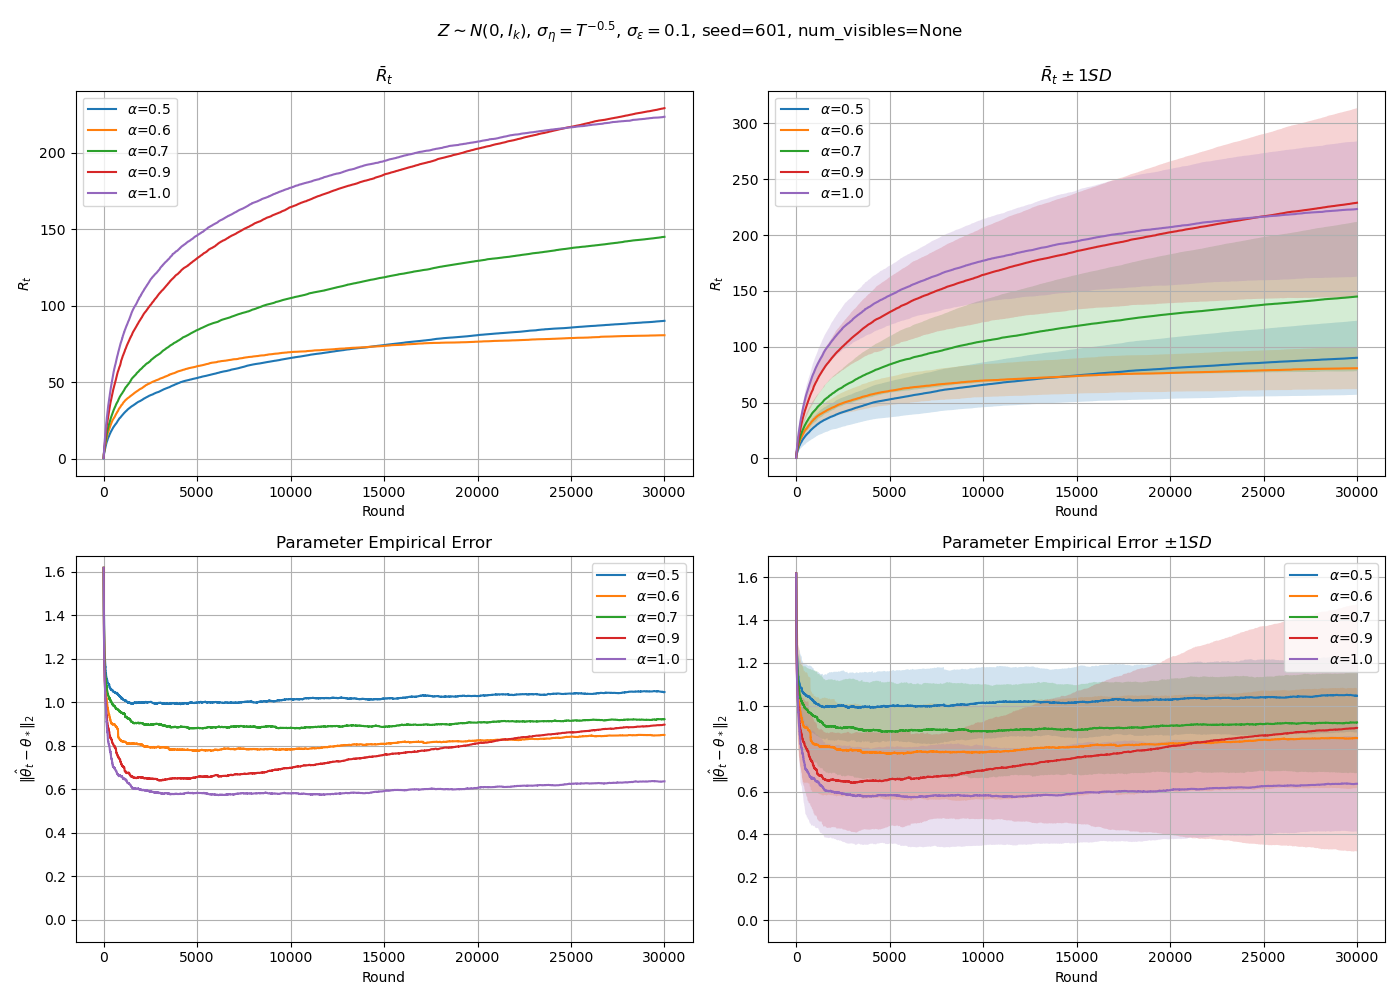 Z ∼ N(0, I_k), σ_η = T^{−0.5}, σ_ε = 0.1, seed=601, num_visibles=None
R̄_t
R̄_t ± 1SD
α=0.5
α=0.6
α=0.7
α=0.9
α=1.0
200
150
100
50
0
R_t
0 5000 10000 15000 20000 25000 30000
Round
α=0.5
α=0.6
α=0.7
α=0.9
α=1.0
300
250
200
150
100
50
0
R_t
0 5000 10000 15000 20000 25000 30000
Round
Parameter Empirical Error
α=0.5
α=0.6
α=0.7
α=0.9
α=1.0
1.6
1.4
1.2
1.0
0.8
0.6
0.4
0.2
0.0
‖θ̂_t − θ_*‖_2
0 5000 10000 15000 20000 25000 30000
Round
Parameter Empirical Error ±1SD
α=0.5
α=0.6
α=0.7
α=0.9
α=1.0
1.6
1.4
1.2
1.0
0.8
0.6
0.4
0.2
0.0
‖θ̂_t − θ_*‖_2
0 5000 10000 15000 20000 25000 30000
Round